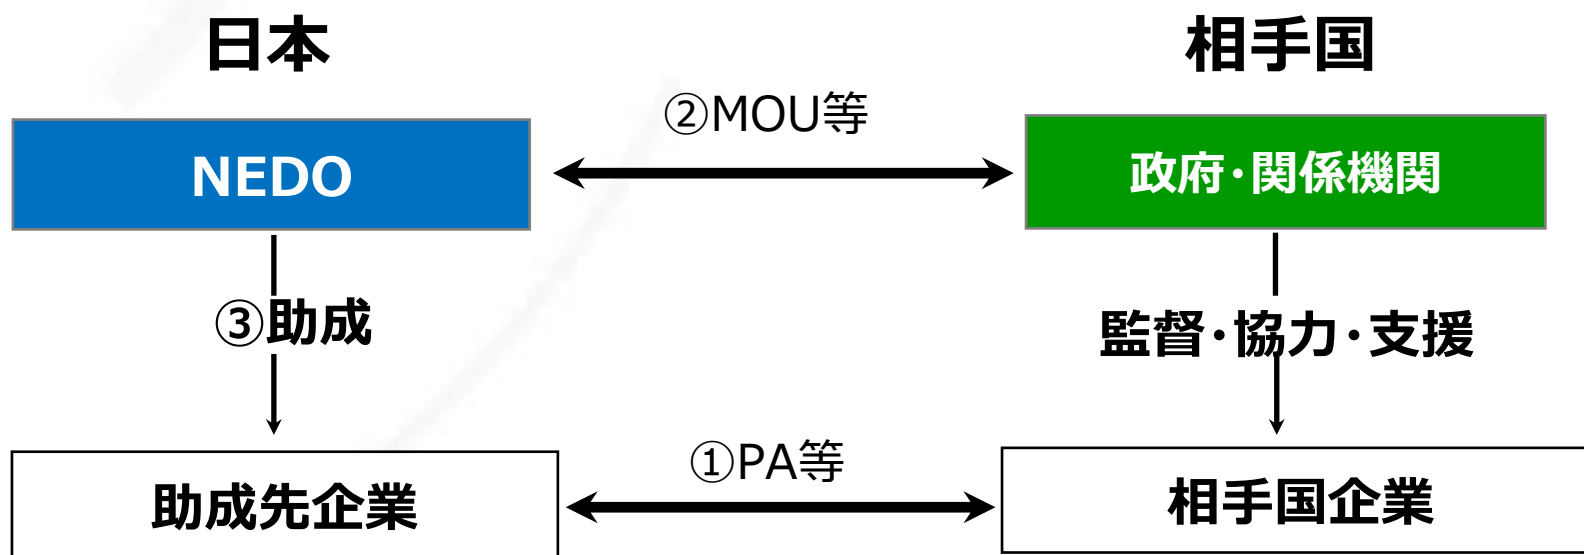 日本
相手国
②MOU等
NEDO
政府・関係機関
③助成
監督・協力・支援
①PA等
助成先企業
相手国企業